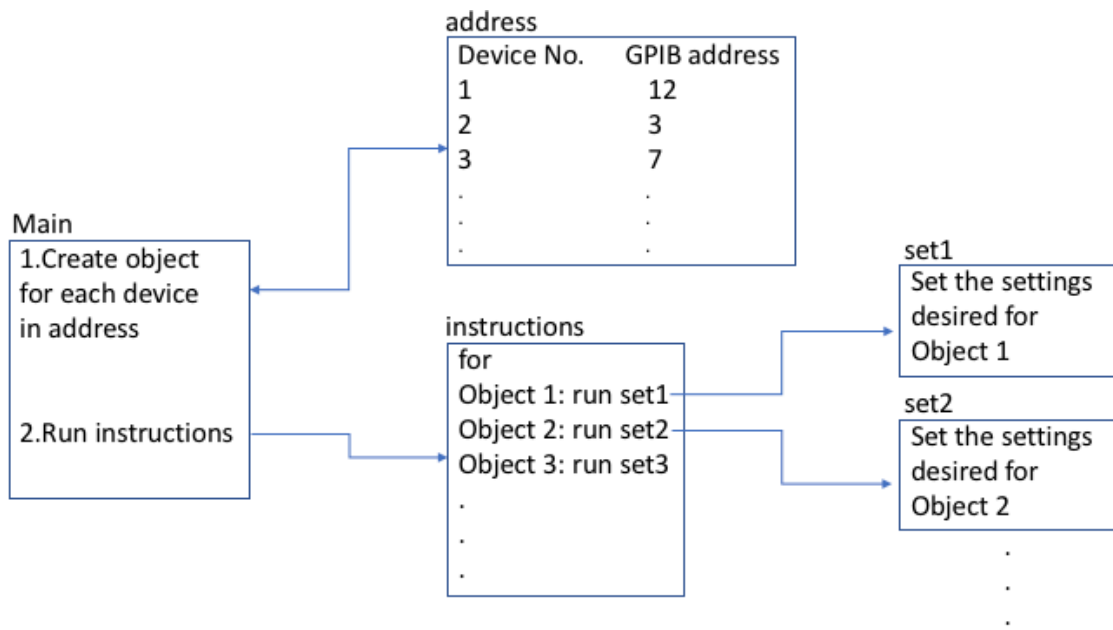 address
Device No. GPIB address
1 12
2 3
3 7
. .
. .
. .
Main
1.Create object
for each device
in address
2.Run instructions
instructions
for
Object 1: run set1
Object 2: run set2
Object 3: run set3
.
.
.
set1
Set the settings
desired for
Object 1
set2
Set the settings
desired for
Object 2
.
.
.